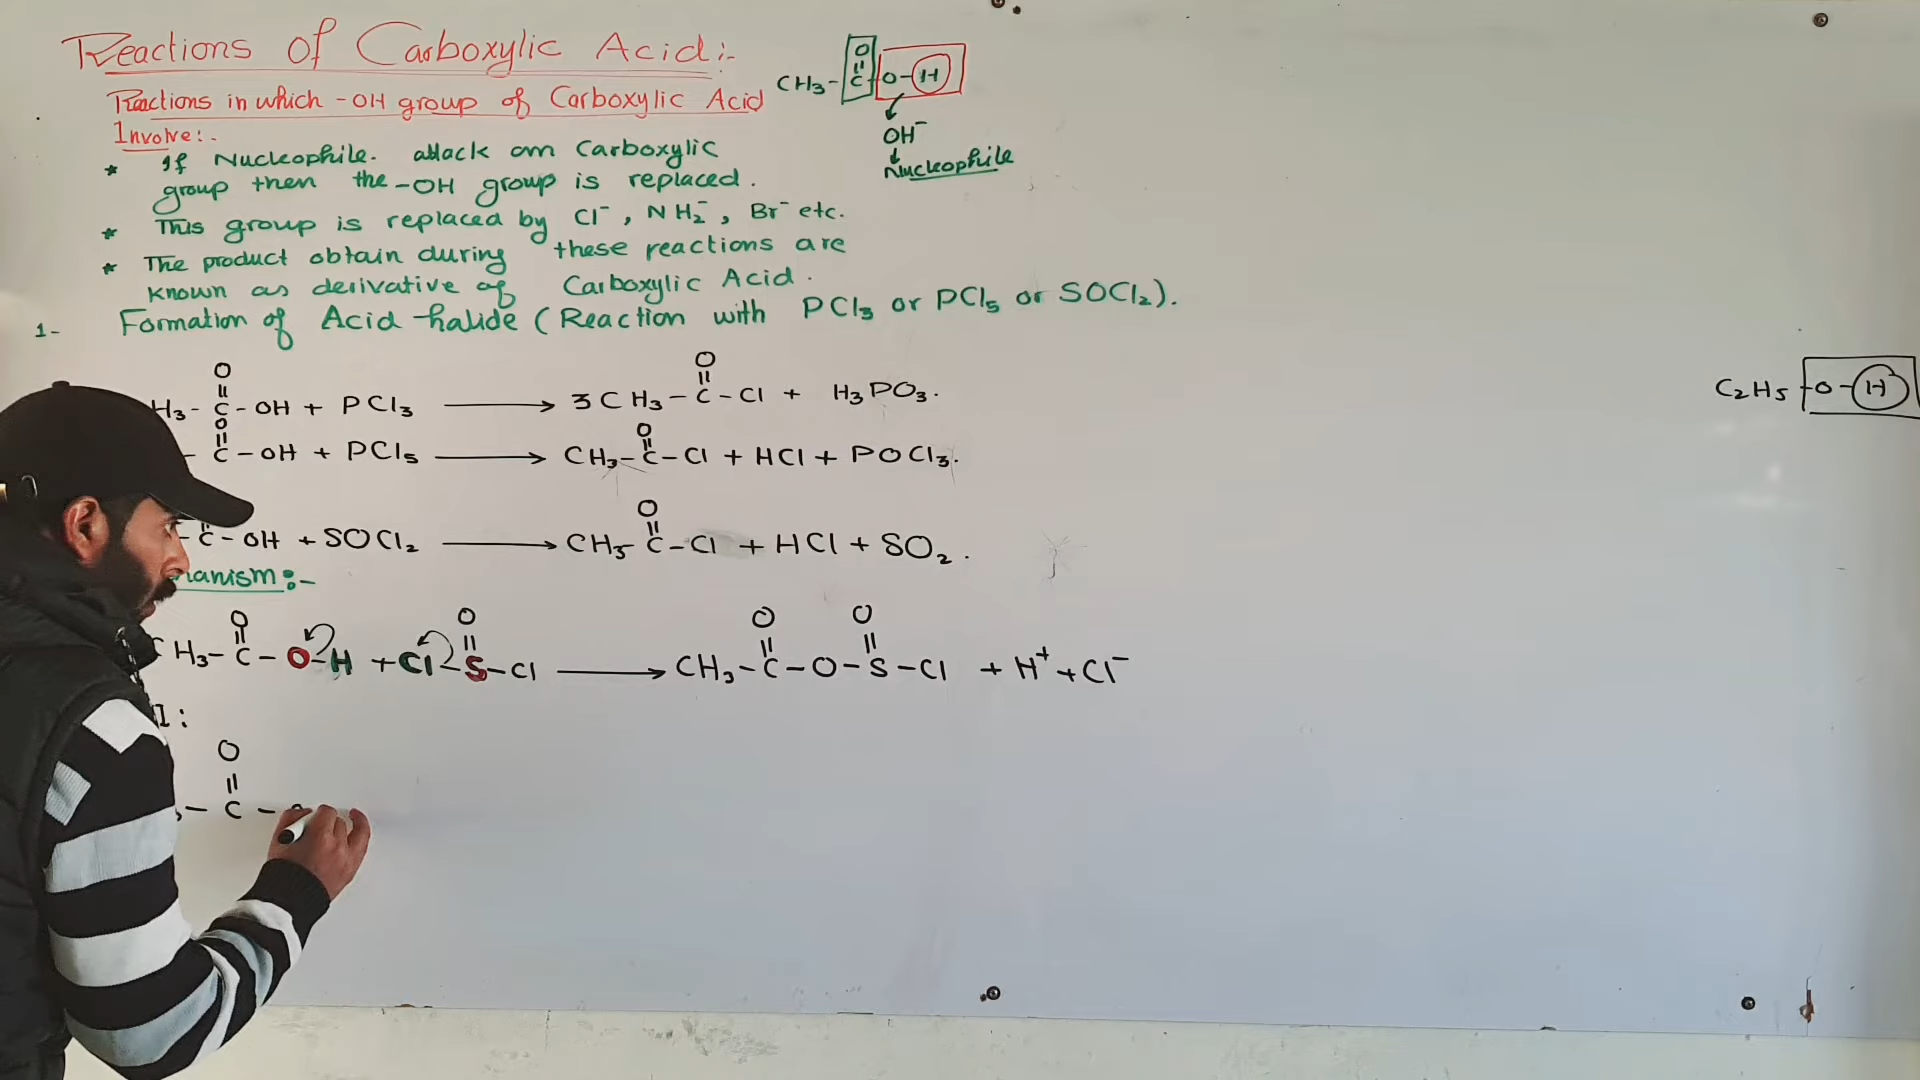 Reactions of Carboxylic Acid:-
Reactions in which -OH group of Carboxylic Acid
Involve:-
* If Nucleophile. attack on Carboxylic
group then the -OH group is replaced.
* This group is replaced by Cl⁻, NH₂⁻, Br⁻ etc.
* The product obtain during these reactions are
known as derivative of Carboxylic Acid.
CH₃-C-O-H
O
OH⁻
Nucleophile
1- Formation of Acid halide (Reaction with PCl₃ or PCl₅ or SOCl₂).
O O
H₃-C-OH + PCl₃ → 3CH₃-C-Cl + H₃PO₃.
O O
-C-OH + PCl₅ → CH₃-C-Cl + HCl + POCl₃.
O
-C-OH + SOCl₂ → CH₃-C-Cl + HCl + SO₂.
C₂H₅-O-H
anism:-
O O O O
CH₃-C-O-H + Cl-S-Cl → CH₃-C-O-S-Cl + H⁺ + Cl⁻
I:
O
-C-